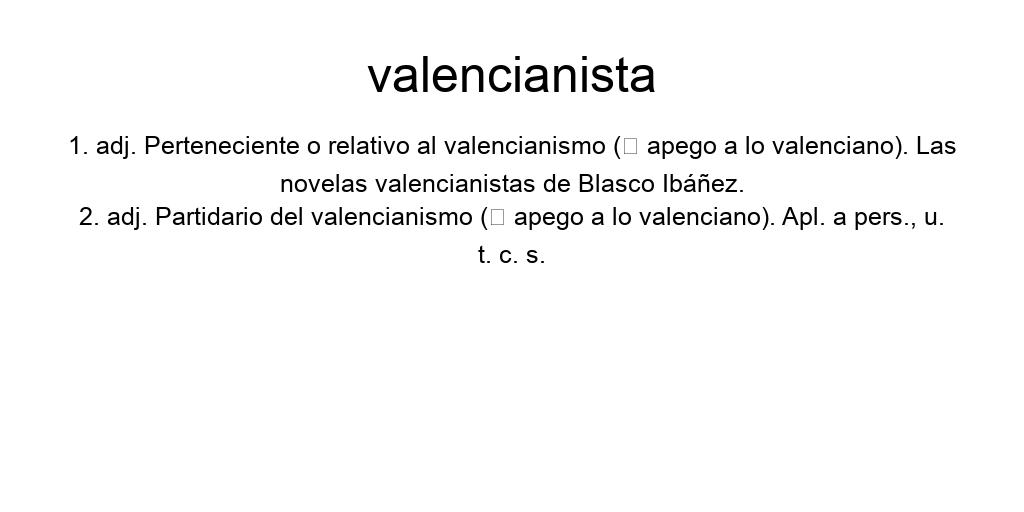 valencianista
1. adj. Perteneciente o relativo al valencianismo (□ apego a lo valenciano). Las
novelas valencianistas de Blasco Ibáñez.
2. adj. Partidario del valencianismo (□ apego a lo valenciano). Apl. a pers., u.
t. c. s.